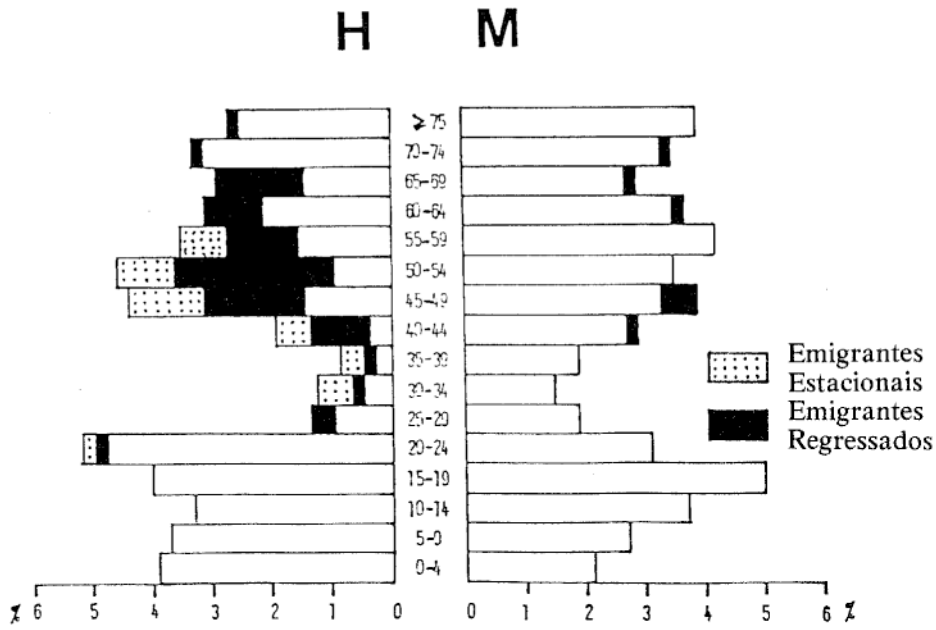 H M
≥ 75
70-74
65-69
60-64
55-59
50-54
45-49
40-44
35-39
30-34
25-29
20-24
15-19
10-14
5-9
0-4
Emigrantes
Estacionais
Emigrantes
Regressados
% 6 5 4 3 2 1 0 0 1 2 3 4 5 6 %